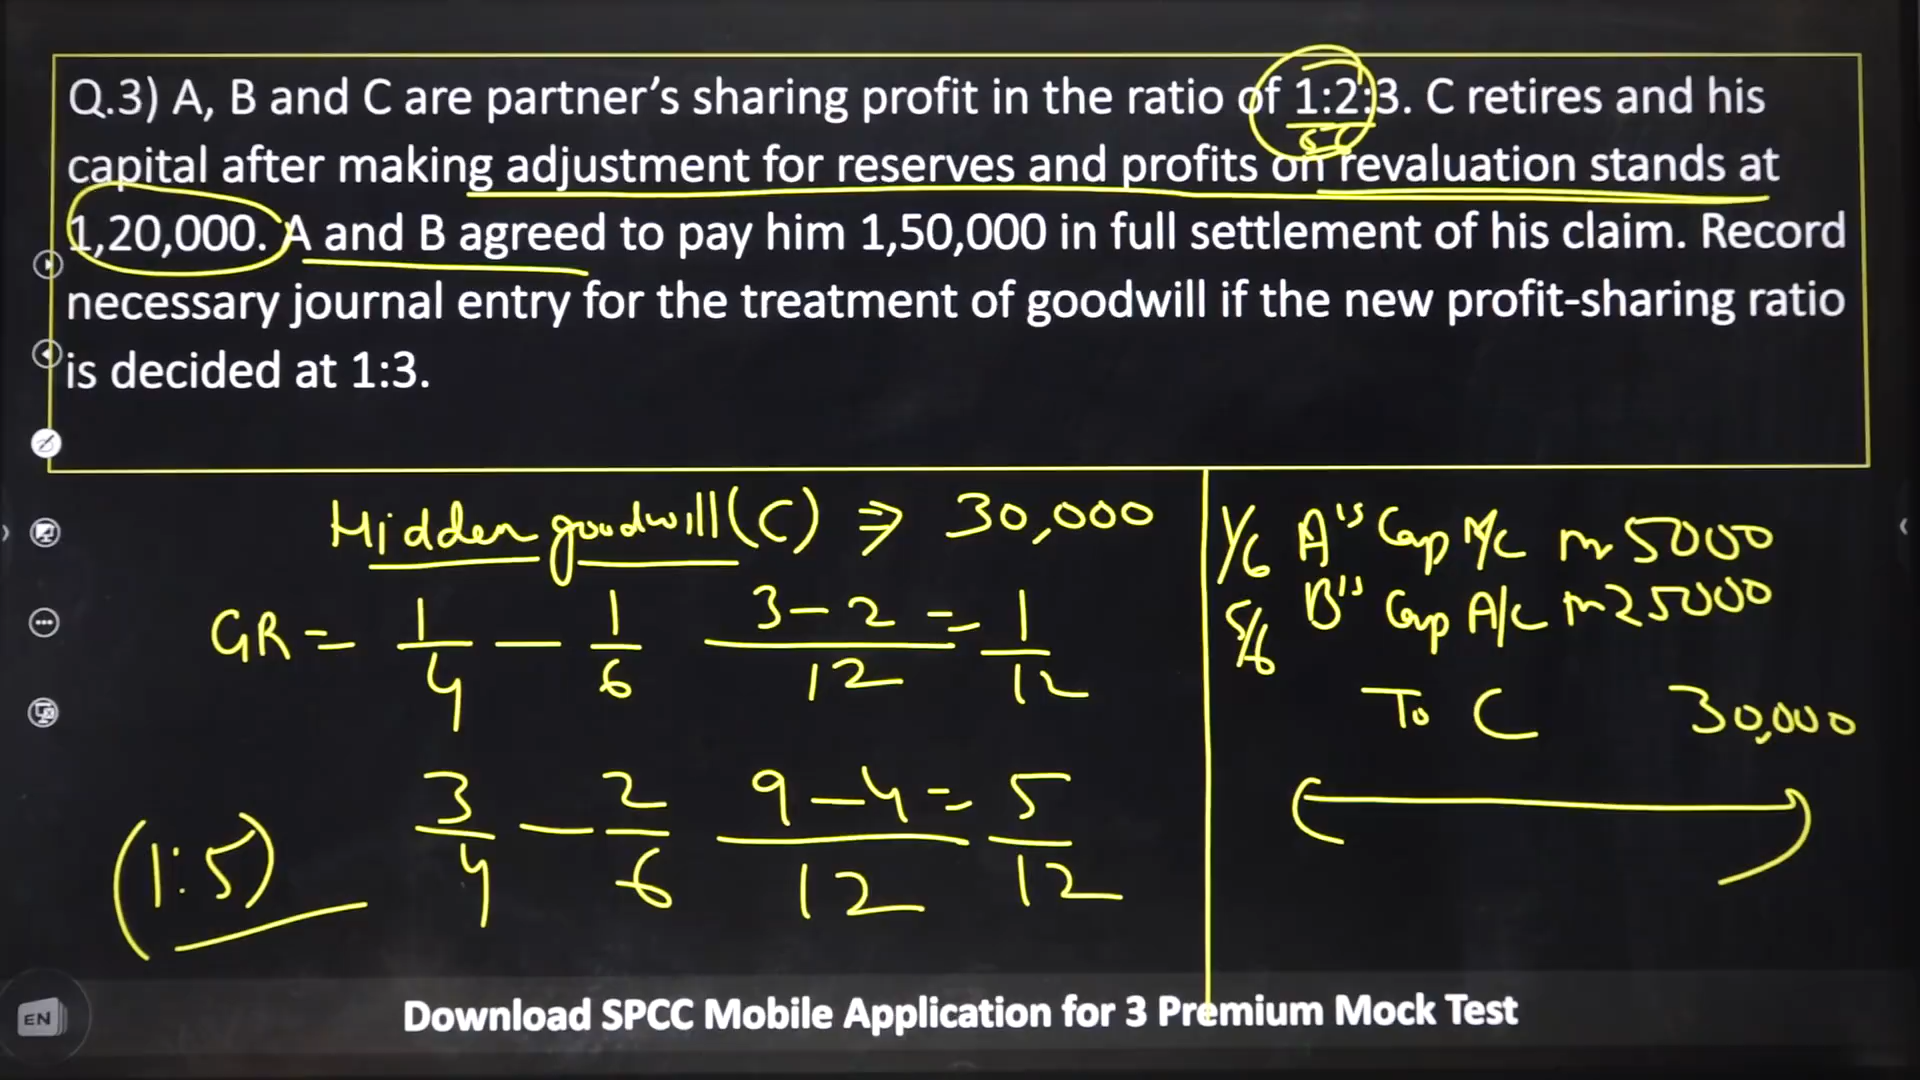 Q.3) A, B and C are partner's sharing profit in the ratio of 1:2:3. C retires and his
capital after making adjustment for reserves and profits on revaluation stands at
1,20,000. A and B agreed to pay him 1,50,000 in full settlement of his claim. Record
necessary journal entry for the treatment of goodwill if the new profit-sharing ratio
is decided at 1:3.
Hidden goodwill (C) ⇒ 30,000
GR = 1/4 - 1/6 3-2/12 = 1/12
3/4 - 2/6 9-4/12 = 5/12
(1:5)
1/6 A's Cap A/c Dr 5000
5/6 B's Cap A/c Dr 25000
To C 30,000
EN
Download SPCC Mobile Application for 3 Premium Mock Test